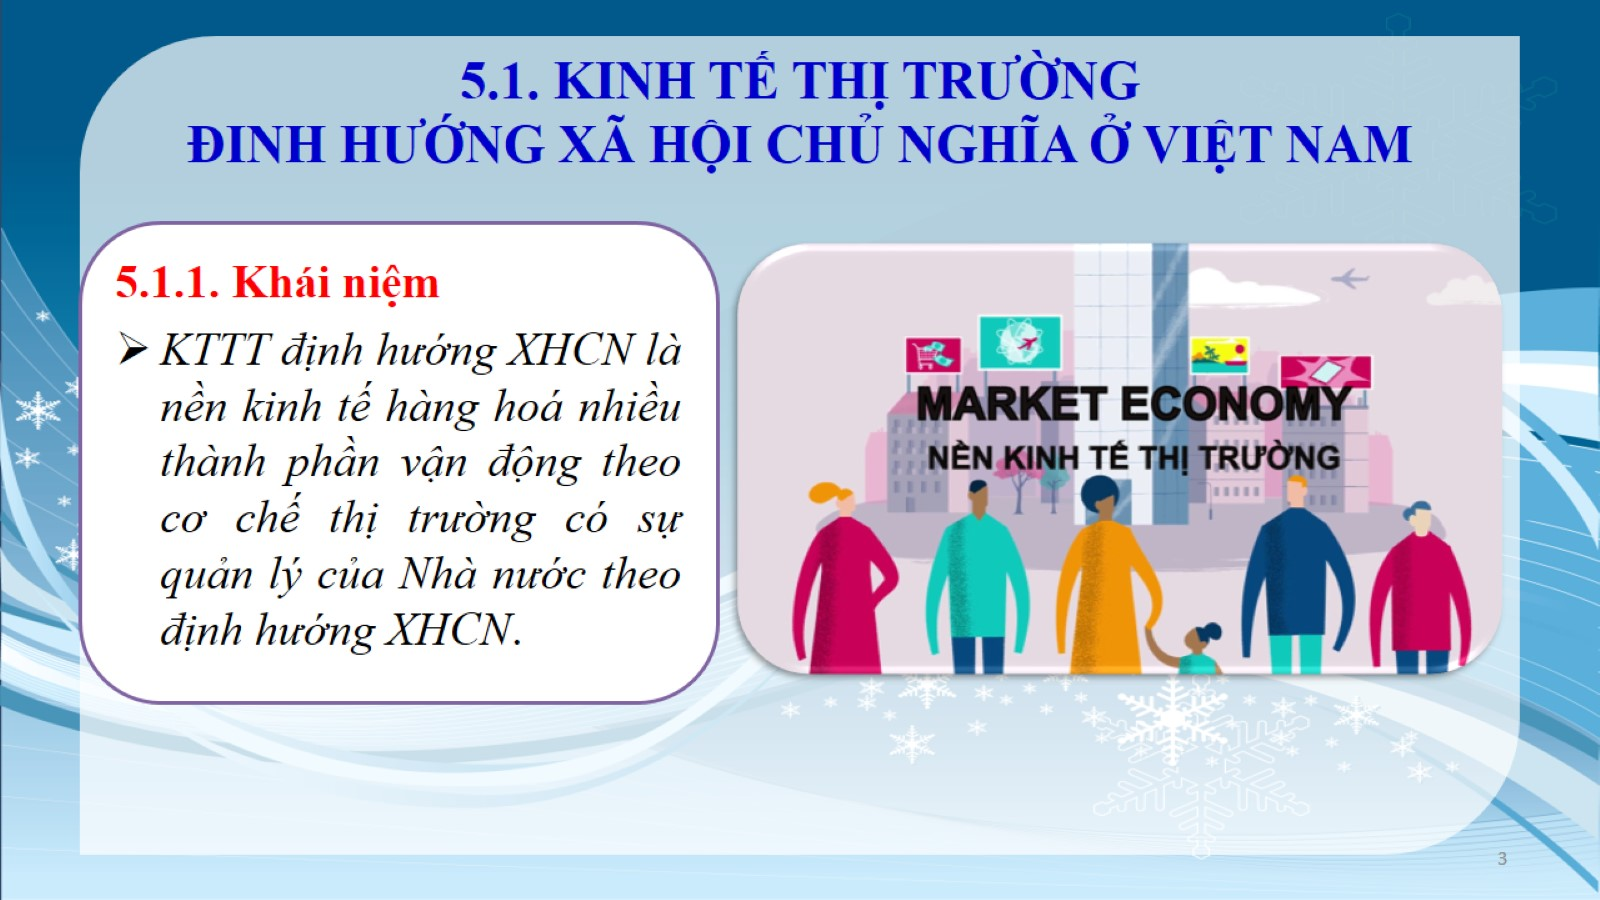 5.1. KINH TẾ THỊ TRƯỜNG
ĐINH HƯỚNG XÃ HỘI CHỦ NGHĨA Ở VIỆT NAM
5.1.1. Khái niệm
➢ KTTT định hướng XHCN là
nền kinh tế hàng hoá nhiều
thành phần vận động theo
cơ chế thị trường có sự
quản lý của Nhà nước theo
định hướng XHCN.
MARKET ECONOMY
NỀN KINH TẾ THỊ TRƯỜNG
3